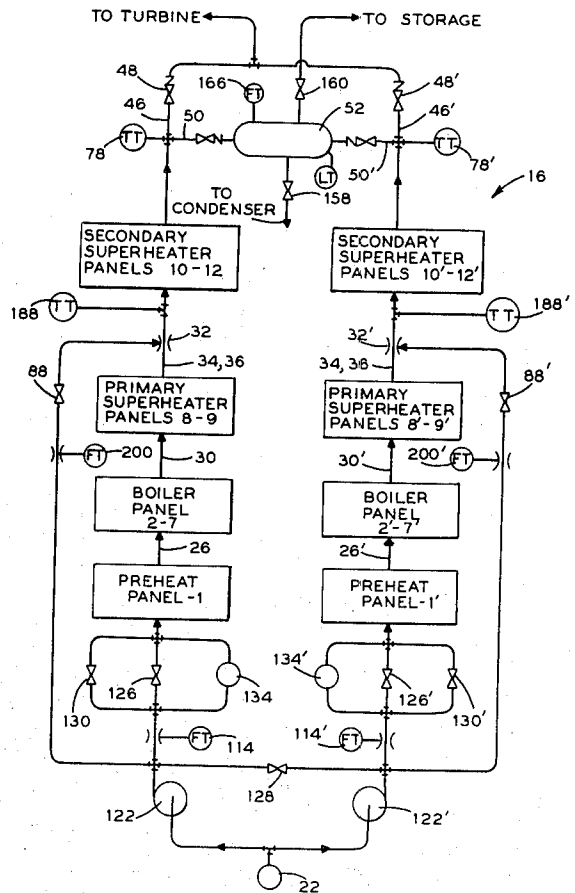 TO TURBINE
TO STORAGE
48
166
FT
160
48'
52
46
46'
50
78
TT
TT
78'
50'
LT
158
TO
CONDENSER
16
SECONDARY
SUPERHEATER
PANELS 10-12
SECONDARY
SUPERHEATER
PANELS 10'-12'
188
TT
TT
188'
32
32'
34,36
34,36
88
88'
PRIMARY
SUPERHEATER
PANELS 8-9
PRIMARY
SUPERHEATER
PANELS 8'-9'
FT
200
200'
FT
30
30'
BOILER
PANEL
2-7
BOILER
PANEL
2'-7'
26
26'
PREHEAT
PANEL-1
PREHEAT
PANEL-1'
130
126
134
134'
126'
130'
FT
114
114'
FT
128
122
122'
22